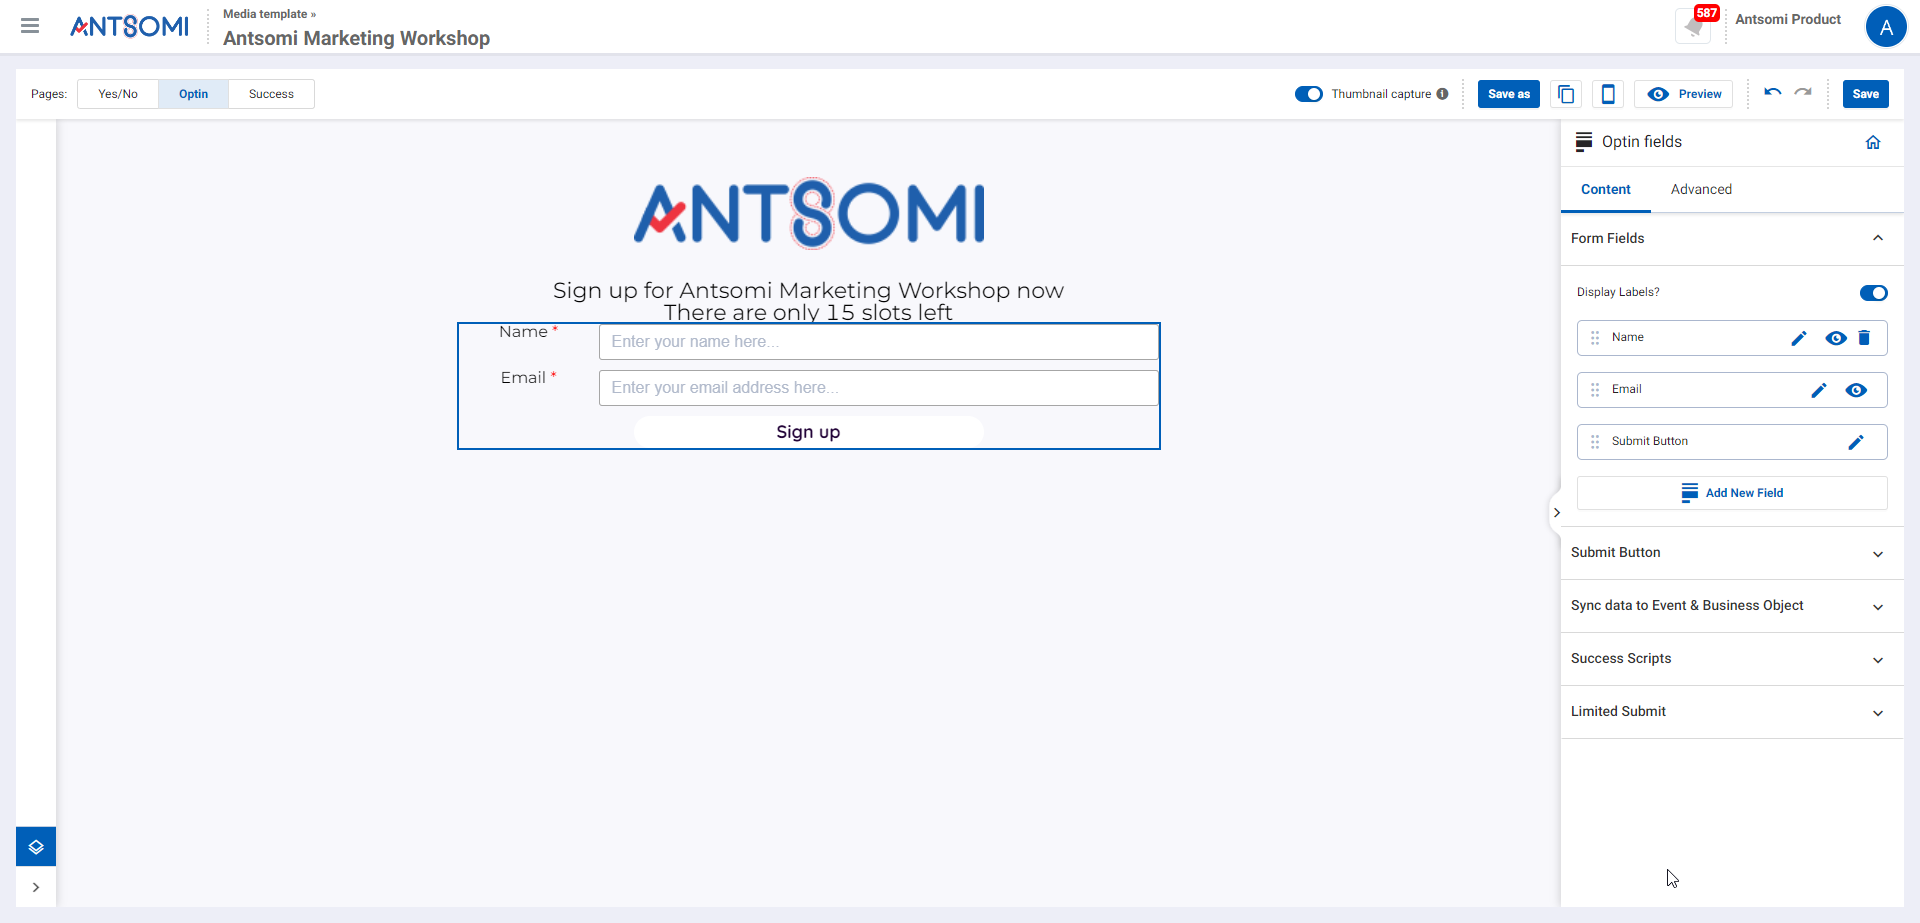 ANTSOMI
Media template »
Antsomi Marketing Workshop
587
Antsomi Product
A
Pages:
Yes/No
Optin
Success
Thumbnail capture
Save as
Preview
Save
ANTSOMI
Sign up for Antsomi Marketing Workshop now
There are only 15 slots left
Name *
Enter your name here...
Email *
Enter your email address here...
Sign up
Optin fields
Content
Advanced
Form Fields
Display Labels?
Name
Email
Submit Button
Add New Field
Submit Button
Sync data to Event & Business Object
Success Scripts
Limited Submit